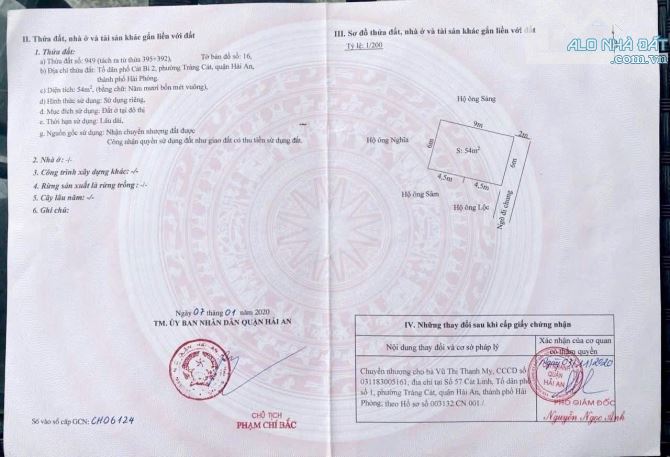 II. Thửa đất, nhà ở và tài sản khác gắn liền với đất
1. Thửa đất:
a) Thửa đất số: 949 (tách ra từ thửa 395+392), Tờ bản đồ số: 16,
b) Địa chỉ thửa đất: Tổ dân phố Cát Bi 2, phường Tràng Cát, quận Hải An,
thành phố Hải Phòng.
c) Diện tích: 54m², (bằng chữ: Năm mươi bốn mét vuông),
d) Hình thức sử dụng: Sử dụng riêng,
đ. Mục đích sử dụng: Đất ở tại đô thị
e. Thời hạn sử dụng: Lâu dài,
g. Nguồn gốc sử dụng: Nhận chuyển nhượng đất được
Công nhận quyền sử dụng đất như giao đất có thu tiền sử dụng đất.
2. Nhà ở: -/-
3. Công trình xây dựng khác: -/-
4. Rừng sản xuất là rừng trồng: -/-
5. Cây lâu năm: -/-
6. Ghi chú:
Ngày 07 tháng 01 năm 2020
TM. ỦY BAN NHÂN DÂN QUẬN HẢI AN
CHỦ TỊCH
PHẠM CHÍ BẮC
Số vào sổ cấp GCN: CH06124
III. Sơ đồ thửa đất, nhà ở và tài sản khác gắn liền với đất
Tỷ lệ: 1/200
ALO NHÀ ĐẤT
.com.vn
Hộ ông Sáng
9m
2m
Hộ ông Nghĩa
6m
S: 54m²
6m
4,5m
4,5m
Hộ ông Sâm
Hộ ông Lộc
Ngõ đi chung
IV. Những thay đổi sau khi cấp giấy chứng nhận
Nội dung thay đổi và cơ sở pháp lý
Xác nhận của cơ quan
có thẩm quyền
Chuyển nhượng cho bà Vũ Thị Thanh My, CCCD số
031183005161, địa chỉ tại Số 57 Cát Linh, Tổ dân phố
số 1, phường Tràng Cát, quận Hải An, thành phố Hải
Phòng; theo Hồ sơ số 003132.CN.001./.
QUẬN
HẢI AN
PHÓ GIÁM ĐỐC
Nguyễn Ngọc Anh